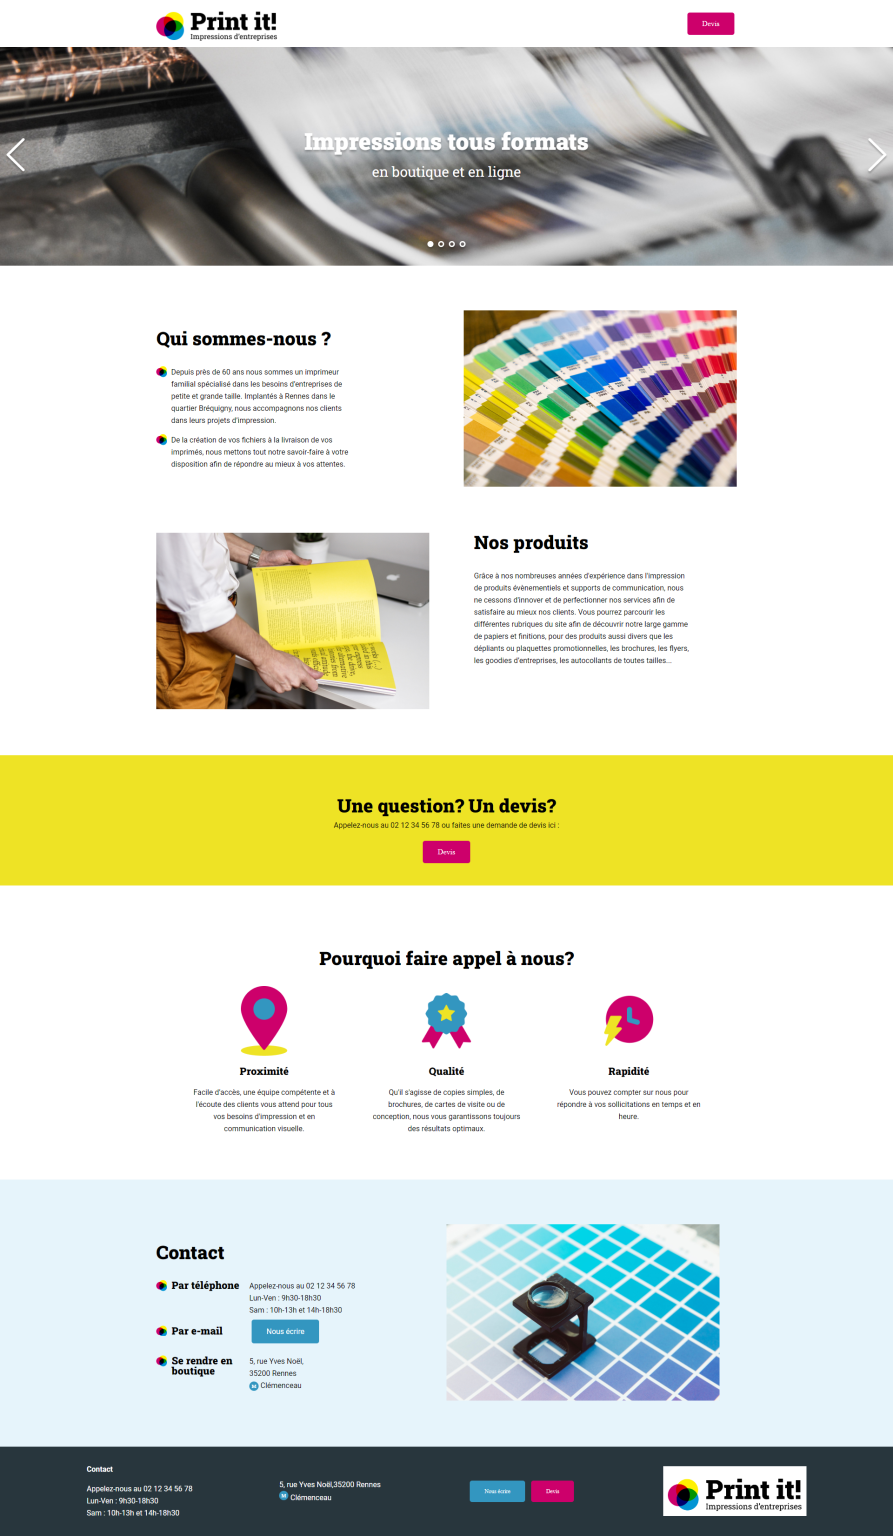 Print it!
Impressions d'entreprises
Devis
Impressions tous formats
en boutique et en ligne
Qui sommes-nous ?
Depuis près de 60 ans nous sommes un imprimeur
familial spécialisé dans les besoins d'entreprises de
petite et grande taille. Implantés à Rennes dans le
quartier Bréquigny, nous accompagnons nos clients
dans leurs projets d'impression.
De la création de vos fichiers à la livraison de vos
imprimés, nous mettons tout notre savoir-faire à votre
disposition afin de répondre au mieux à vos attentes.
Nos produits
Grâce à nos nombreuses années d'expérience dans l'impression
de produits évènementiels et supports de communication, nous
ne cessons d'innover et de perfectionner nos services afin de
satisfaire au mieux nos clients. Vous pourrez parcourir les
différentes rubriques du site afin de découvrir notre large gamme
de papiers et finitions, pour des produits aussi divers que les
dépliants ou plaquettes promotionnelles, les brochures, les flyers,
les goodies d'entreprises, les autocollants de toutes tailles...
Une question? Un devis?
Appelez-nous au 02 12 34 56 78 ou faites une demande de devis ici :
Devis
Pourquoi faire appel à nous?
Proximité
Facile d'accès, une équipe compétente et à
l'écoute des clients vous attend pour tous
vos besoins d'impression et en
communication visuelle.
Qualité
Qu'il s'agisse de copies simples, de
brochures, de cartes de visite ou de
conception, nous vous garantissons toujours
des résultats optimaux.
Rapidité
Vous pouvez compter sur nous pour
répondre à vos sollicitations en temps et en
heure.
Contact
Par téléphone
Appelez-nous au 02 12 34 56 78
Lun-Ven : 9h30-18h30
Sam : 10h-13h et 14h-18h30
Par e-mail
Nous écrire
Se rendre en
boutique
5, rue Yves Noël,
35200 Rennes
M Clémenceau
Contact
Appelez-nous au 02 12 34 56 78
Lun-Ven : 9h30-18h30
Sam : 10h-13h et 14h-18h30
5, rue Yves Noël,35200 Rennes
M Clémenceau
Nous écrire
Devis
Print it!
Impressions d'entreprises